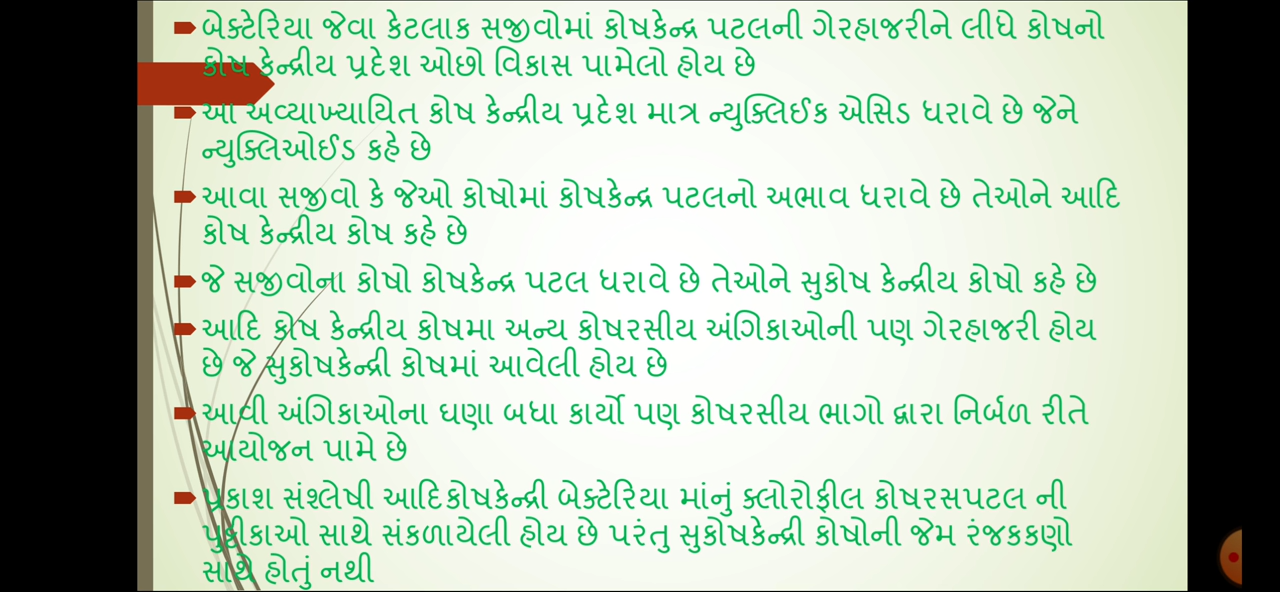 બેક્ટેરિયા જેવા કેટલાક સજીવોમાં કોષકેન્દ્ર પટલની ગેરહાજરીને લીધે કોષનો
કોષ કેન્દ્રીય પ્રદેશ ઓછો વિકાસ પામેલો હોય છે
આ અવ્યાખ્યાયિત કોષ કેન્દ્રીય પ્રદેશ માત્ર ન્યુક્લિઈક એસિડ ધરાવે છે જેને
ન્યુક્લિઓઈડ કહે છે
આવા સજીવો કે જેઓ કોષોમાં કોષકેન્દ્ર પટલનો અભાવ ધરાવે છે તેઓને આદિ
કોષ કેન્દ્રીય કોષ કહે છે
જે સજીવોના કોષો કોષકેન્દ્ર પટલ ધરાવે છે તેઓને સુકોષ કેન્દ્રીય કોષો કહે છે
આદિ કોષ કેન્દ્રીય કોષમા અન્ય કોષરસીય અંગિકાઓની પણ ગેરહાજરી હોય
છે જે સુકોષકેન્દ્રી કોષમાં આવેલી હોય છે
આવી અંગિકાઓના ઘણા બધા કાર્યો પણ કોષરસીય ભાગો દ્વારા નિર્બળ રીતે
આયોજન પામે છે
પ્રકાશ સંશ્લેષી આદિકોષકેન્દ્રી બેક્ટેરિયા માંનું ક્લોરોફીલ કોષરસપટલ ની
પુટ્ટીકાઓ સાથે સંકળાયેલી હોય છે પરંતુ સુકોષકેન્દ્રી કોષોની જેમ રંજકકણો
સાથે હોતું નથી